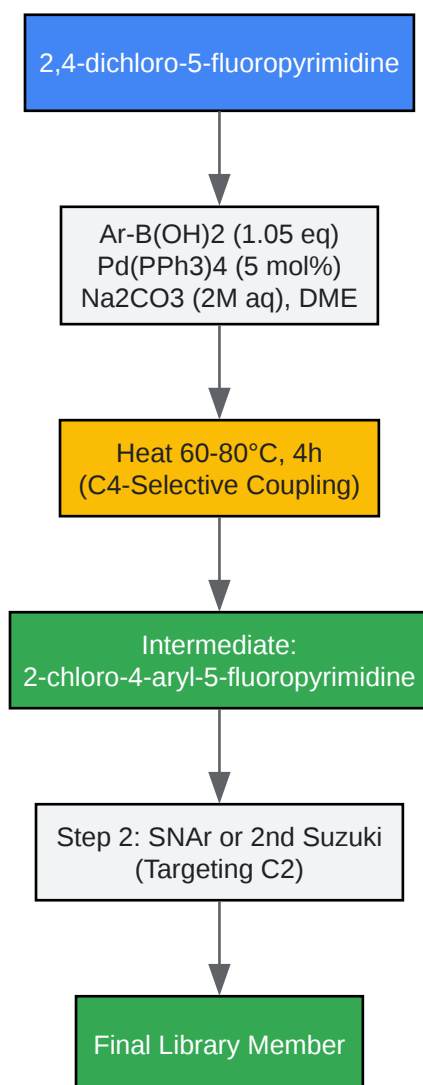 2,4-dichloro-5-fluoropyrimidine
Ar-B(OH)2 (1.05 eq)
Pd(PPh3)4 (5 mol%)
Na2CO3 (2M aq), DME
Heat 60-80°C, 4h
(C4-Selective Coupling)
Intermediate:
2-chloro-4-aryl-5-fluoropyrimidine
Step 2: SNAr or 2nd Suzuki
(Targeting C2)
Final Library Member